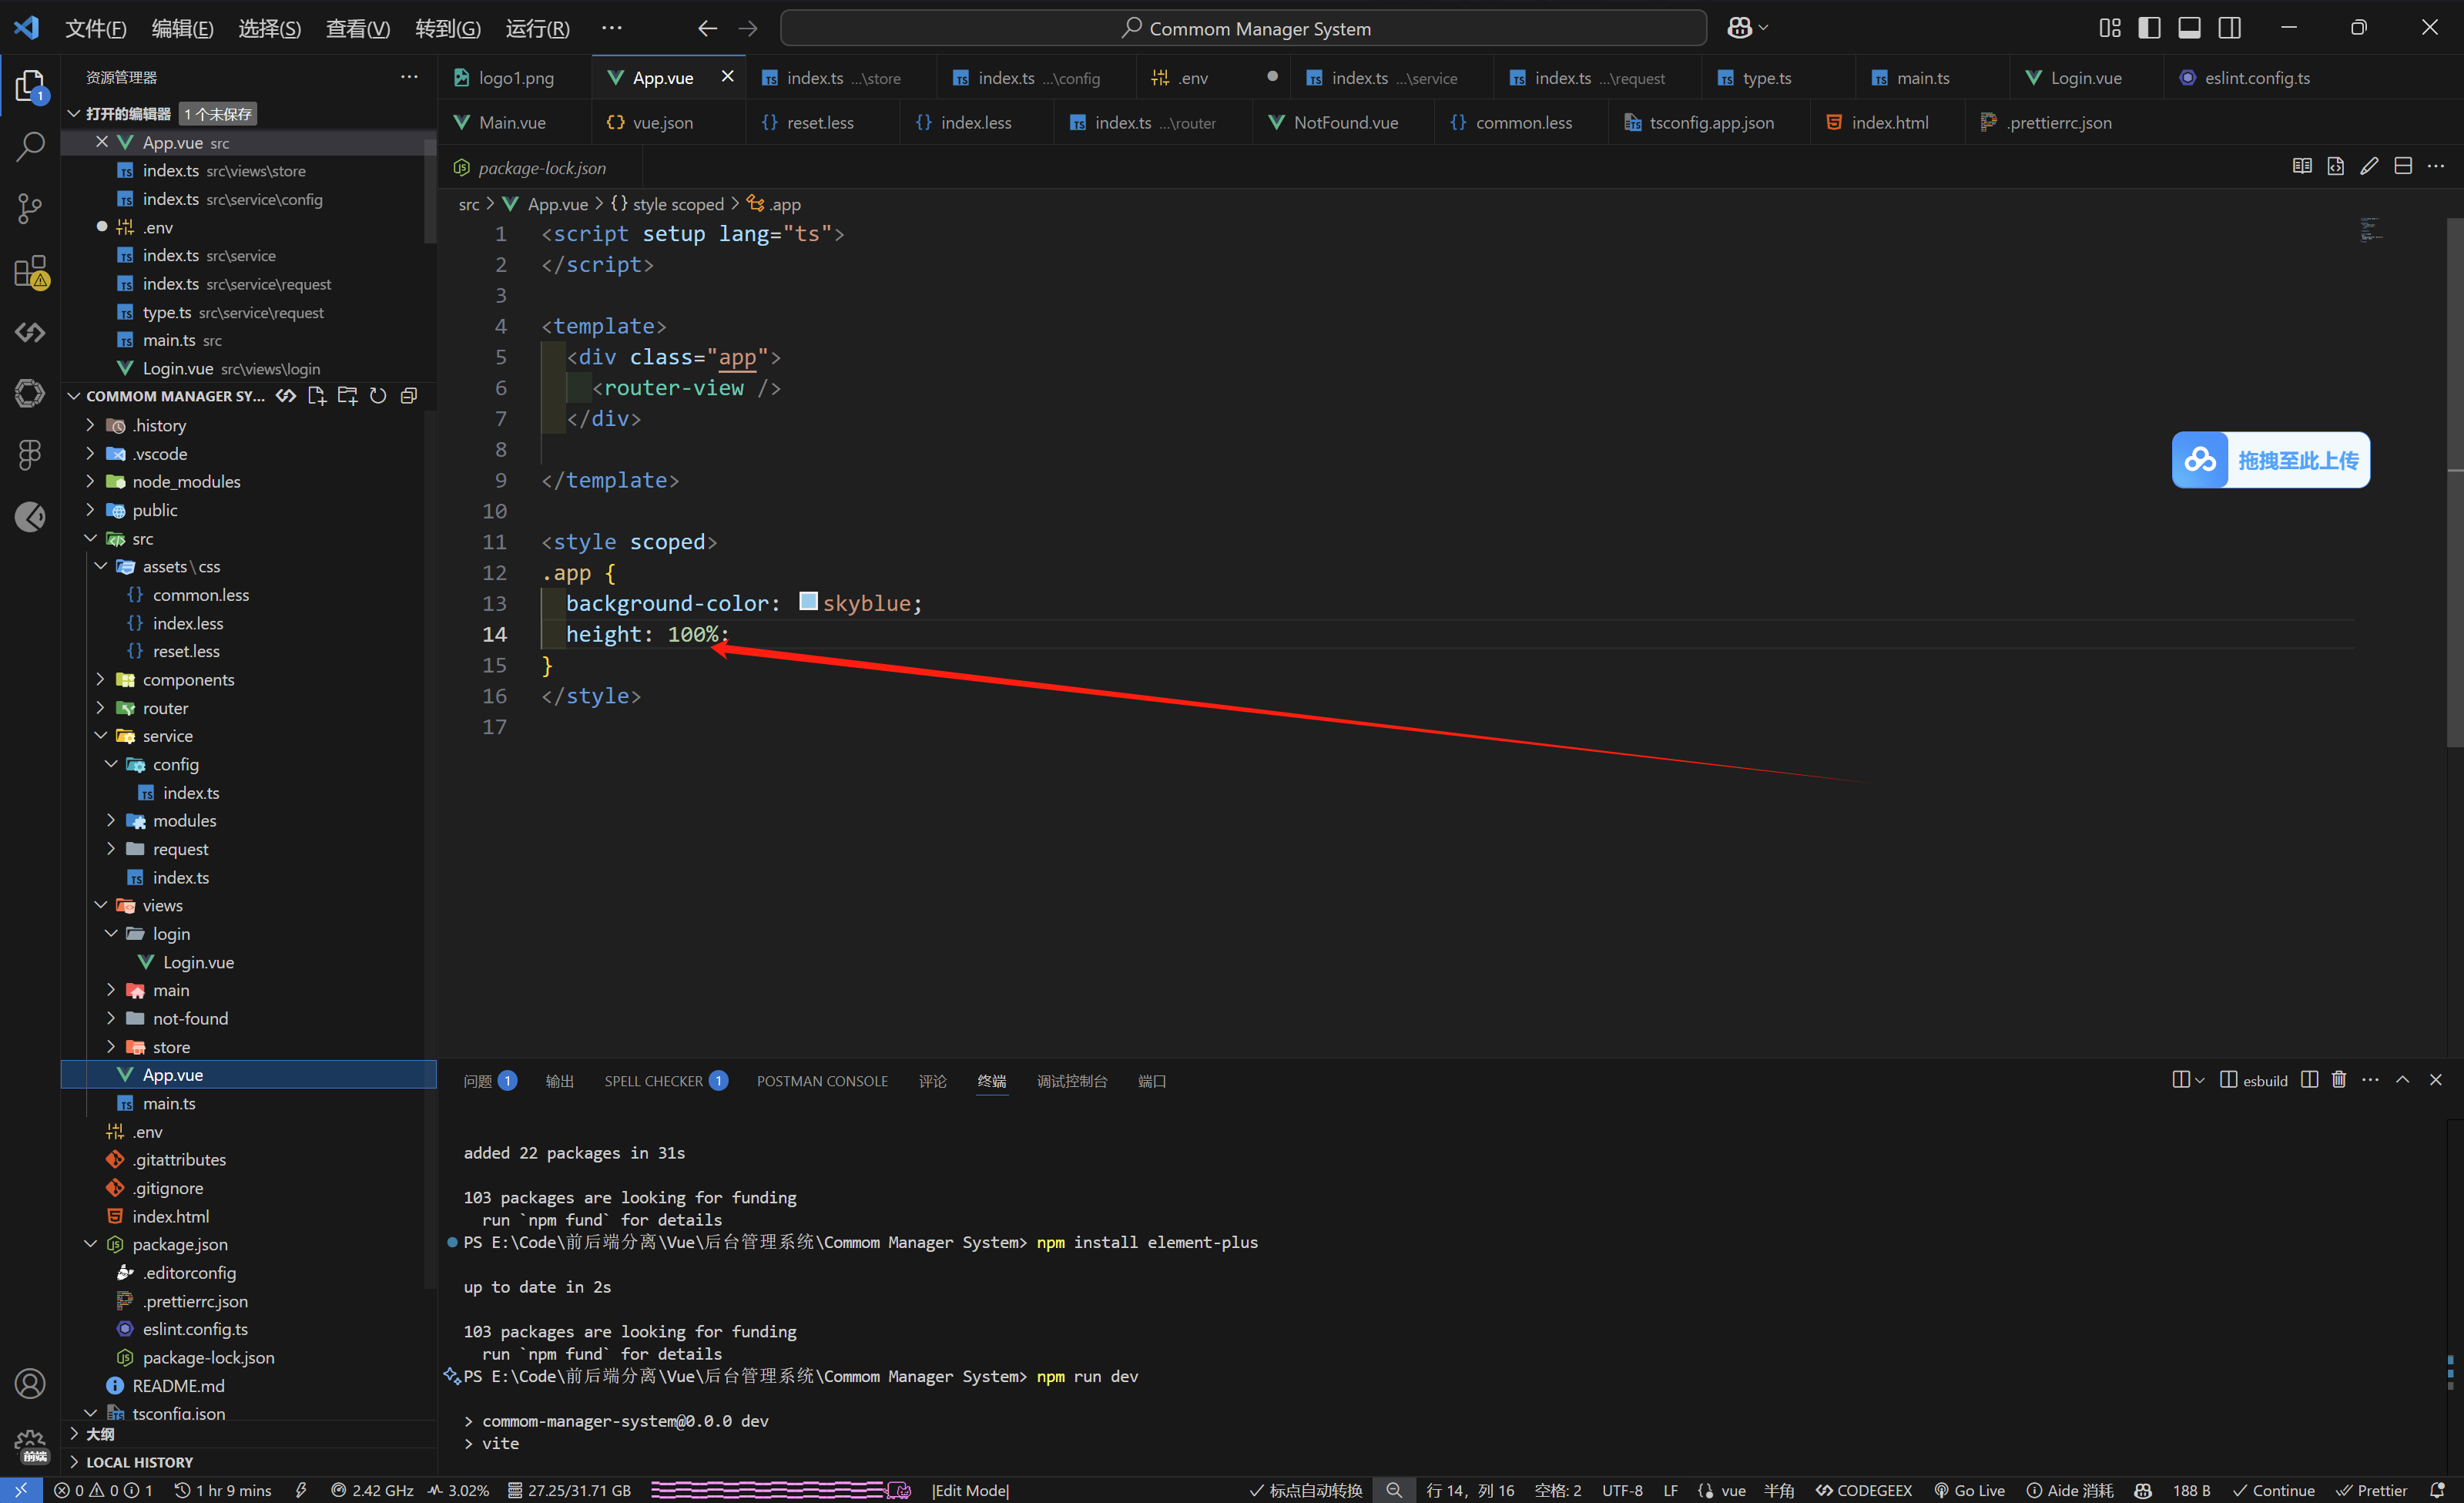 文件(F) 编辑(E) 选择(S) 查看(V) 转到(G) 运行(R) ··· Commom Manager System
资源管理器
打开的编辑器 1 个未保存
App.vue src
index.ts src\views\store
index.ts src\service\config
.env
index.ts src\service
index.ts src\service\request
type.ts src\service\request
main.ts src
Login.vue src\views\login
COMMOM MANAGER SY...
.history
.vscode
node_modules
public
src
assets\css
common.less
index.less
reset.less
components
router
service
config
index.ts
modules
request
index.ts
views
login
Login.vue
main
not-found
store
App.vue
main.ts
.env
.gitattributes
.gitignore
index.html
package.json
.editorconfig
.prettierrc.json
eslint.config.ts
package-lock.json
README.md
tsconfig.json
大纲
LOCAL HISTORY
logo1.png App.vue index.ts ...\store index.ts ...\config .env index.ts ...\service index.ts ...\request type.ts main.ts Login.vue eslint.config.ts
Main.vue vue.json reset.less index.less index.ts ...\router NotFound.vue common.less tsconfig.app.json index.html .prettierrc.json
package-lock.json
src > App.vue > {} style scoped > .app
1 <script setup lang="ts">
2 </script>
3
4 <template>
5 <div class="app">
6 <router-view />
7 </div>
8
9 </template>
10
11 <style scoped>
12 .app {
13 background-color: skyblue;
14 height: 100%;
15 }
16 </style>
17
拖拽至此上传
问题 1 输出 SPELL CHECKER 1 POSTMAN CONSOLE 评论 终端 调试控制台 端口 esbuild
added 22 packages in 31s
103 packages are looking for funding
run `npm fund` for details
PS E:\Code\前后端分离\Vue\后台管理系统\Commom Manager System> npm install element-plus
up to date in 2s
103 packages are looking for funding
run `npm fund` for details
PS E:\Code\前后端分离\Vue\后台管理系统\Commom Manager System> npm run dev
> commom-manager-system@0.0.0 dev
> vite
1
前端
0 0 1 1 hr 9 mins 2.42 GHz 3.02% 27.25/31.71 GB |Edit Mode| 标点自动转换 行 14，列 16 空格: 2 UTF-8 LF vue 半角 CODEGEEX Go Live Aide 消耗 188 B Continue Prettier